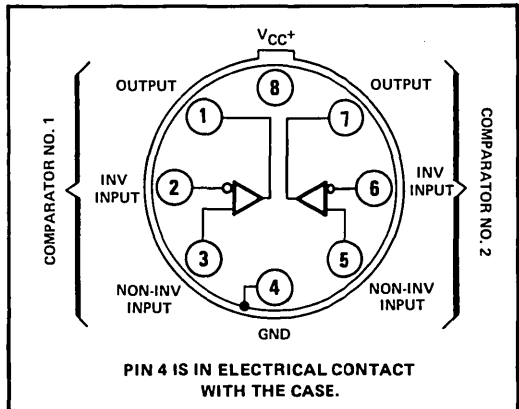 VCC+
OUTPUT
OUTPUT
8
1
7
COMPARATOR NO. 1
COMPARATOR NO. 2
INV
INPUT
2
6
INV
INPUT
3
5
4
NON-INV
INPUT
NON-INV
INPUT
GND
PIN 4 IS IN ELECTRICAL CONTACT
WITH THE CASE.